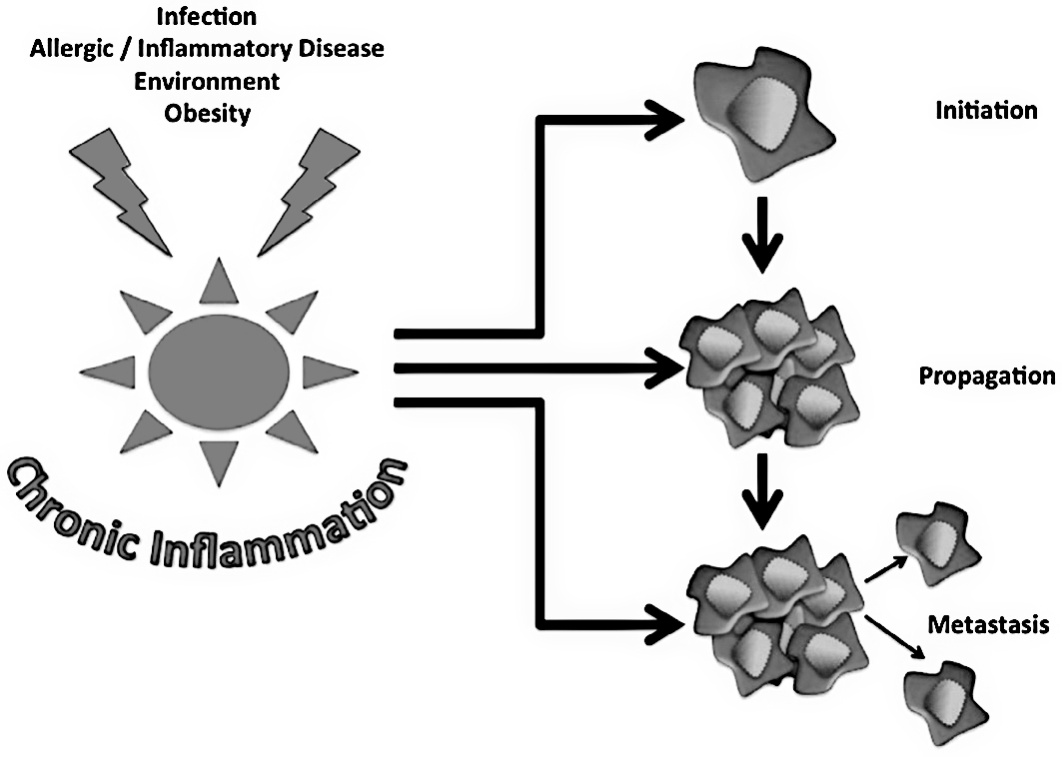 Infection
Allergic / Inflammatory Disease
Environment
Obesity
Initiation
Propagation
Chronic Inflammation
Metastasis